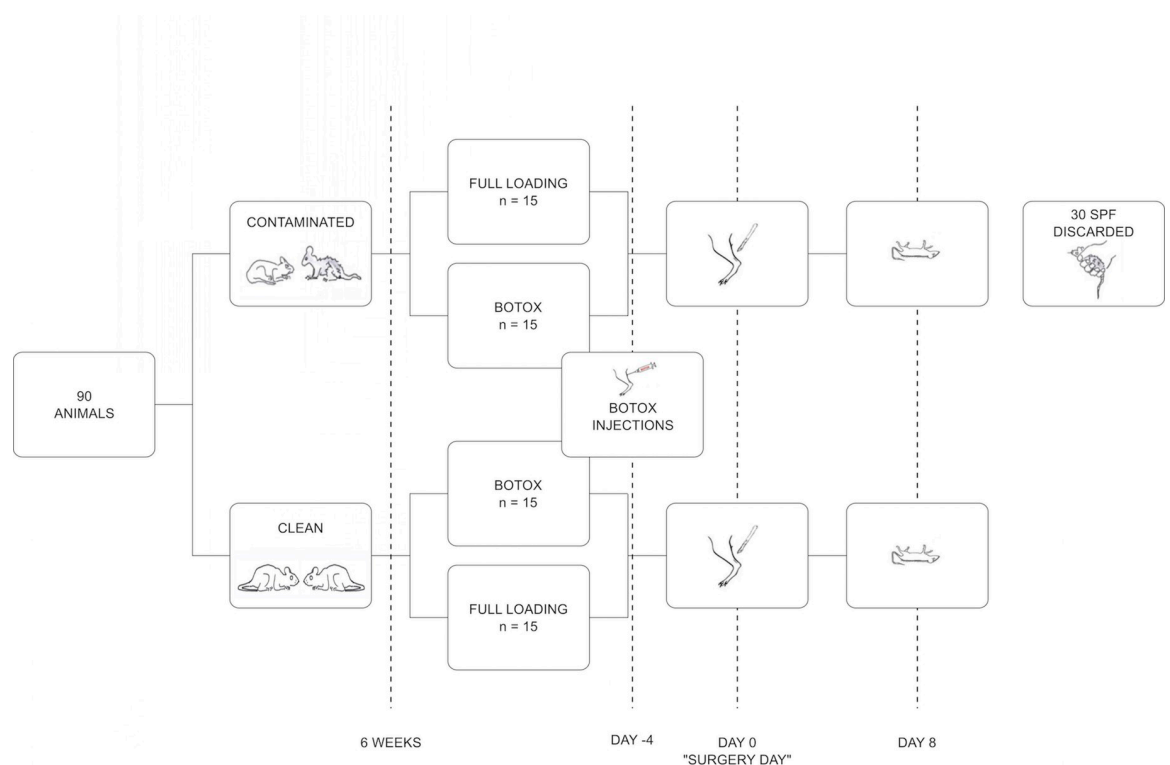 FULL LOADING
n = 15
CONTAMINATED
30 SPF
DISCARDED
BOTOX
n = 15
90
ANIMALS
BOTOX
INJECTIONS
BOTOX
n = 15
CLEAN
FULL LOADING
n = 15
6 WEEKS
DAY -4
DAY 0
"SURGERY DAY"
DAY 8